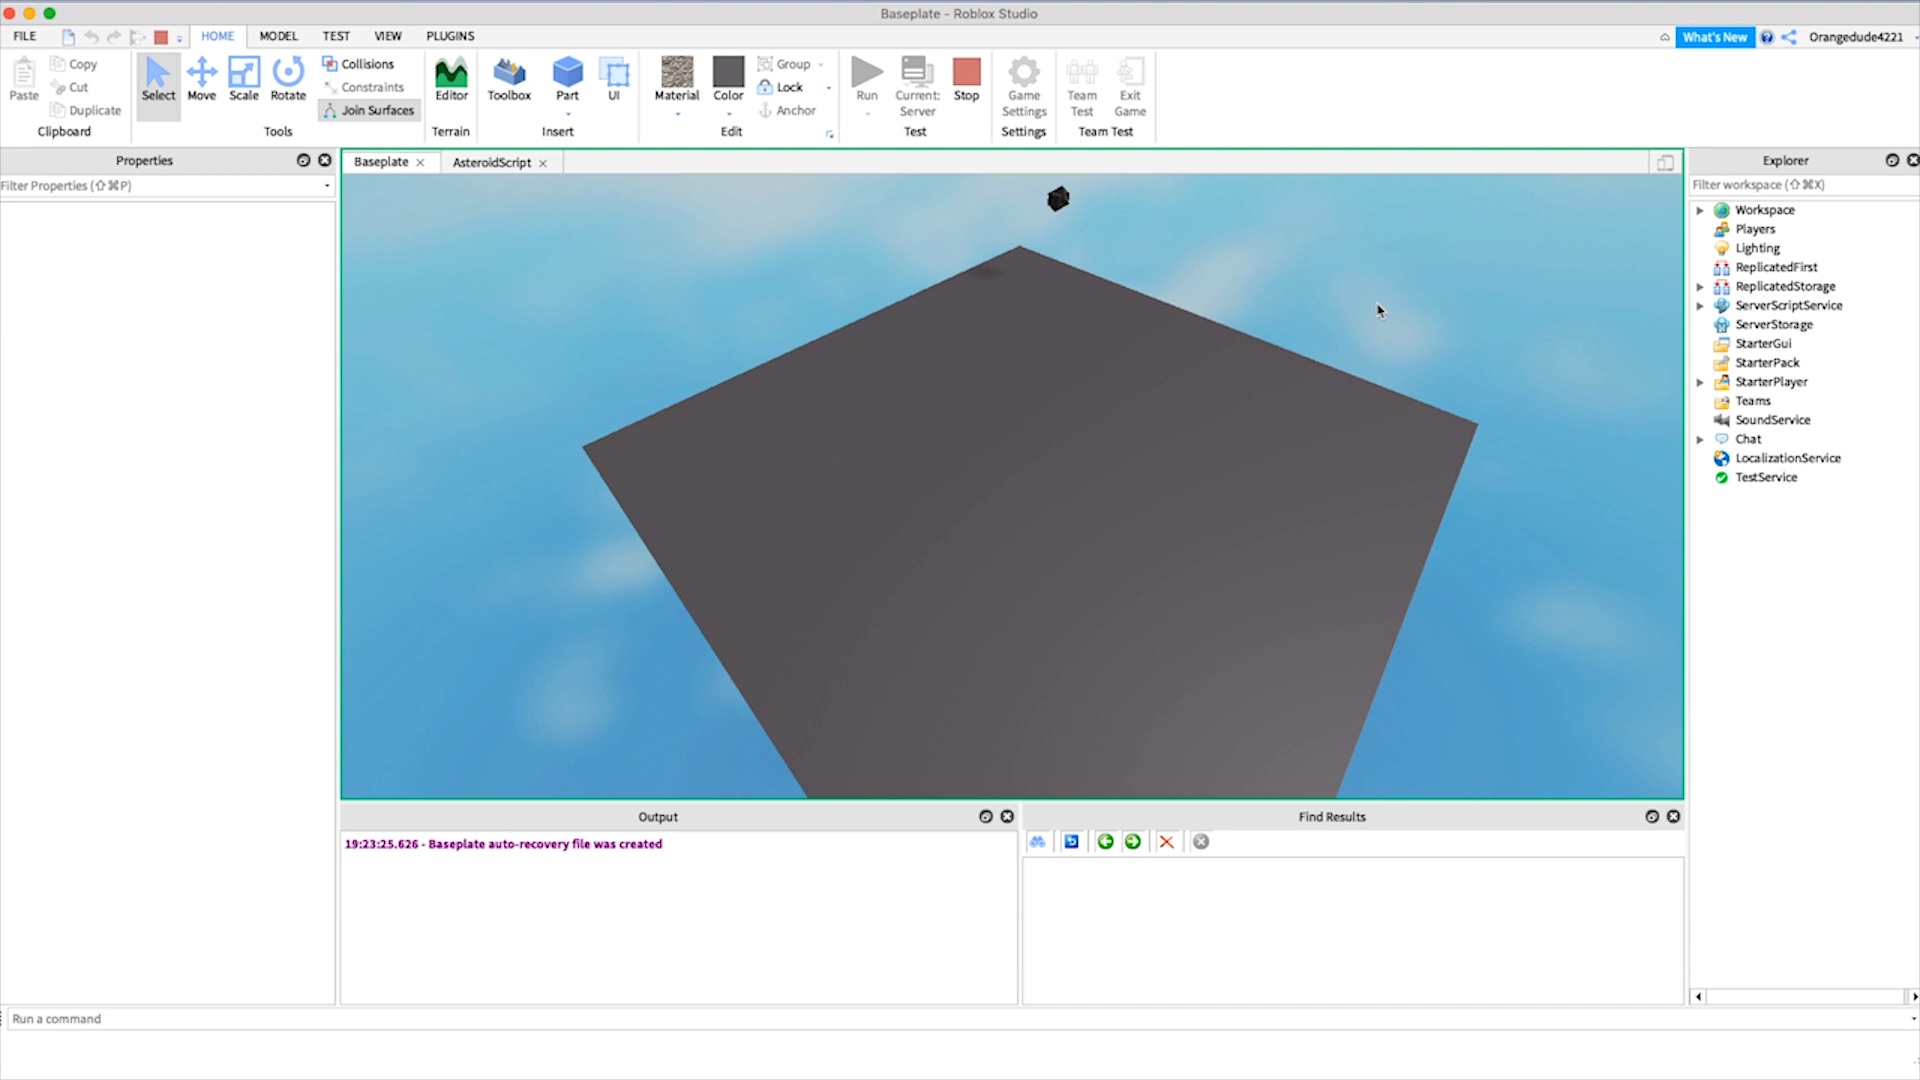 Baseplate - Roblox Studio
FILE HOME MODEL TEST VIEW PLUGINS What's New Orangedude4221
Paste Copy Cut Duplicate Clipboard
Select Move Scale Rotate Collisions Constraints Join Surfaces Tools
Editor Terrain
Toolbox Part UI Insert
Material Color Group Lock Anchor Edit
Run Current: Server Stop Test
Game Settings Settings
Team Test Exit Game Team Test
Properties
Filter Properties (⇧⌘P)
Baseplate AsteroidScript
Explorer
Filter workspace (⇧⌘X)
Workspace
Players
Lighting
ReplicatedFirst
ReplicatedStorage
ServerScriptService
ServerStorage
StarterGui
StarterPack
StarterPlayer
Teams
SoundService
Chat
LocalizationService
TestService
Output
19:23:25.626 - Baseplate auto-recovery file was created
Find Results
Run a command